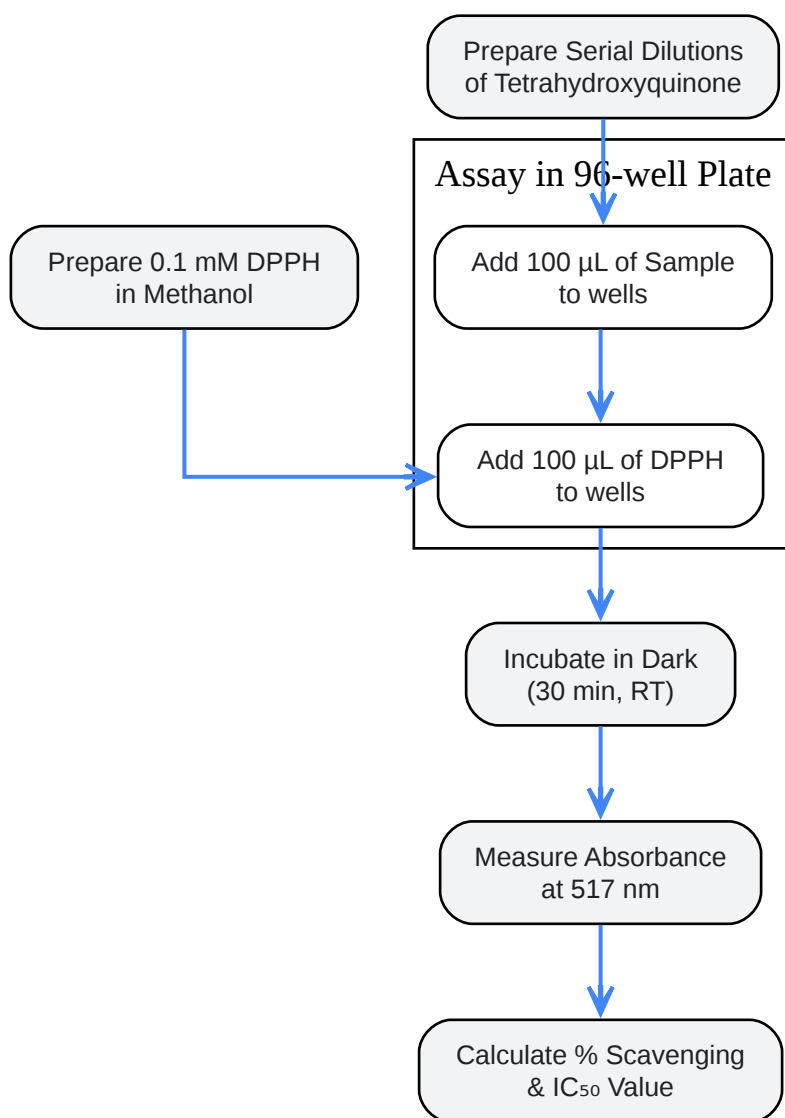 Prepare Serial Dilutions
of Tetrahydroxyquinone
Assay in 96-well Plate
Prepare 0.1 mM DPPH
in Methanol
Add 100 µL of Sample
to wells
Add 100 µL of DPPH
to wells
Incubate in Dark
(30 min, RT)
Measure Absorbance
at 517 nm
Calculate % Scavenging
& IC₅₀ Value